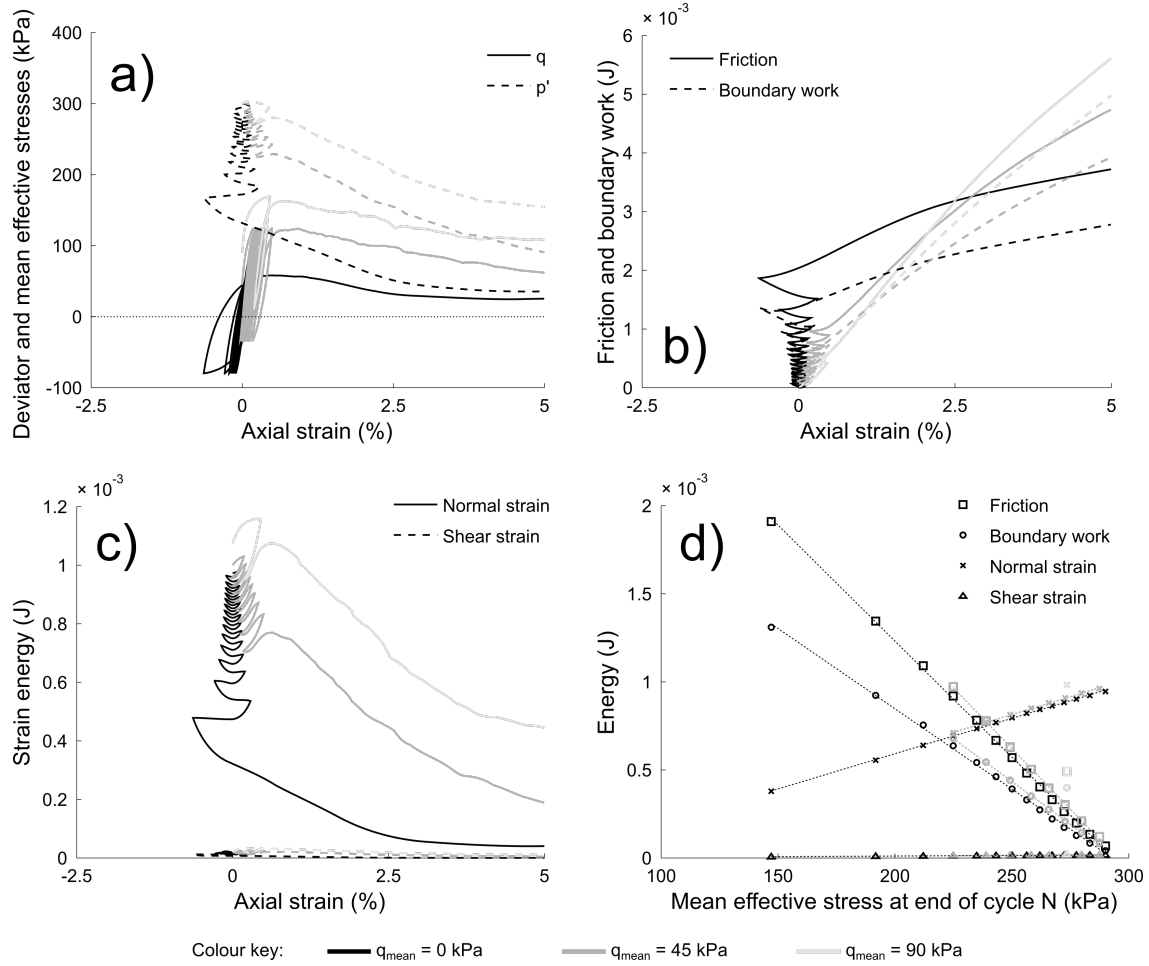 a)
Deviator and mean effective stresses (kPa)
400
300
200
100
0
-100
-2.5
0
2.5
5
Axial strain (%)
q
p'
b)
× 10⁻³
Friction and boundary work (J)
6
5
4
3
2
1
0
-2.5
0
2.5
5
Axial strain (%)
Friction
Boundary work
c)
× 10⁻³
Strain energy (J)
1.2
1
0.8
0.6
0.4
0.2
0
-2.5
0
2.5
5
Axial strain (%)
Normal strain
Shear strain
d)
× 10⁻³
Energy (J)
2
1.5
1
0.5
0
100
150
200
250
300
Mean effective stress at end of cycle N (kPa)
Friction
Boundary work
Normal strain
Shear strain
Colour key:
qmean = 0 kPa
qmean = 45 kPa
qmean = 90 kPa